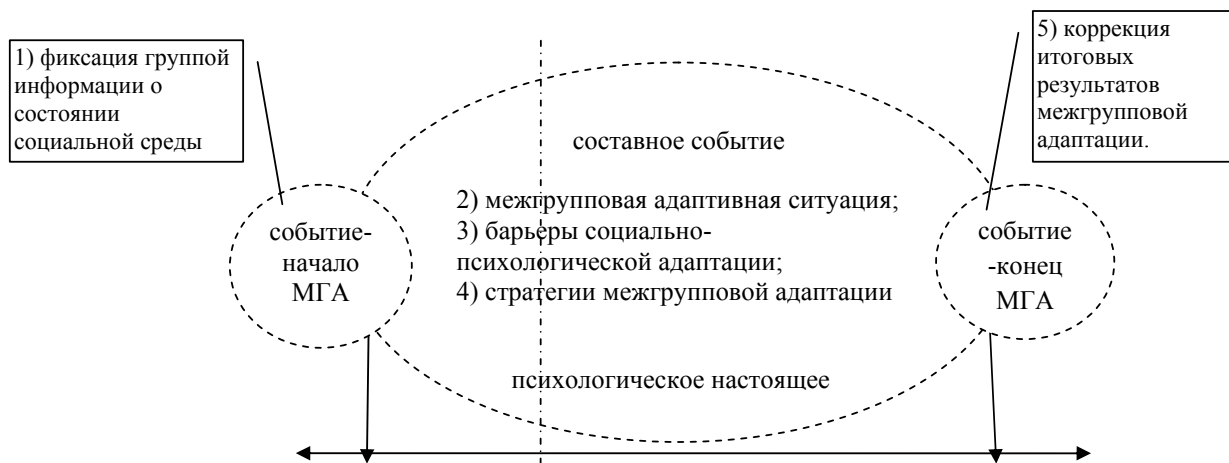 1) фиксация группой
информации о
состоянии
социальной среды
5) коррекция
итоговых
результатов
межгрупповой
адаптации.
составное событие
2) межгрупповая адаптивная ситуация;
3) барьеры социально-
психологической адаптации;
4) стратегии межгрупповой адаптации
событие-
начало
МГА
событие
-конец
МГА
психологическое настоящее